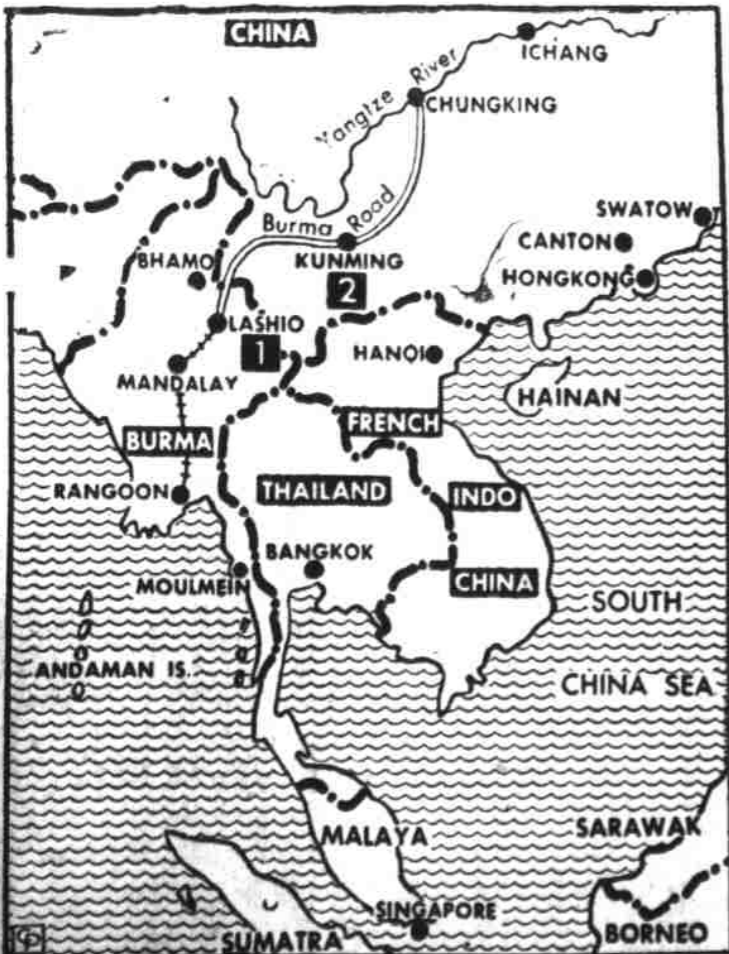 CHINA
ICHANG
Yangtze River
CHUNGKING
Burma Road
SWATOW
CANTON
BHAMO
KUNMING
HONGKONG
2
LASHIO
1
HANOI
MANDALAY
HAINAN
FRENCH
BURMA
THAILAND
INDO
RANGOON
BANGKOK
CHINA
MOULMEIN
SOUTH
ANDAMAN IS.
CHINA SEA
MALAYA
SARAWAK
SINGAPORE
SUMATRA
BORNEO
CP